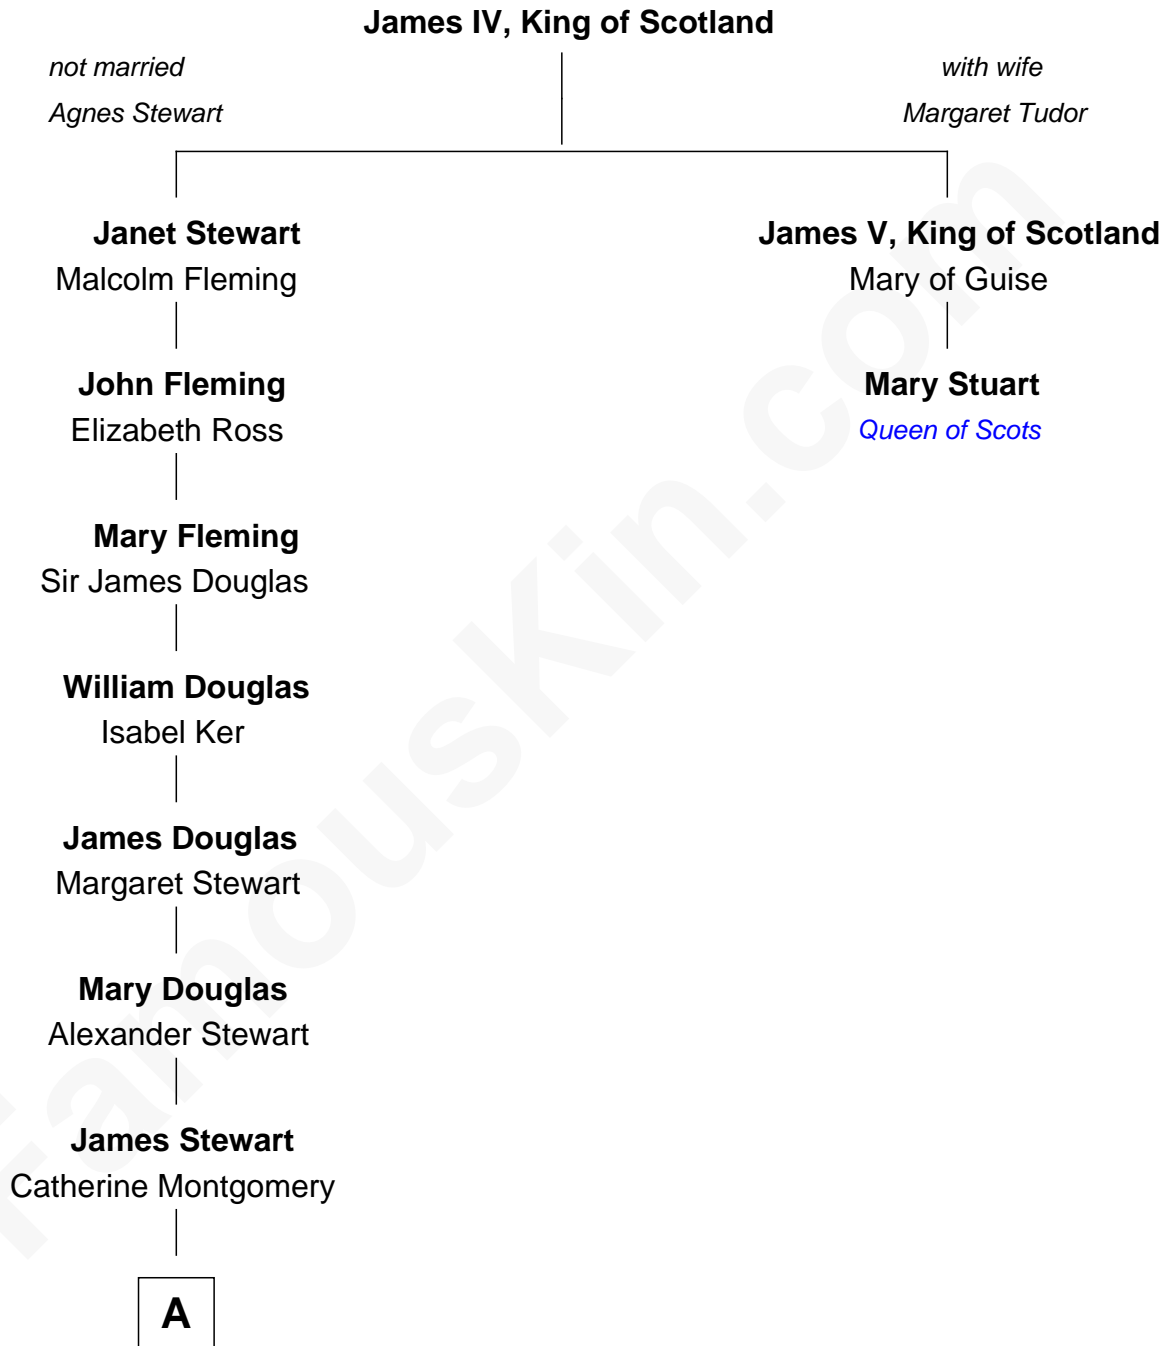 James IV, King of Scotland
not married
with wife
Agnes Stewart
Margaret Tudor
Janet Stewart
James V, King of Scotland
Malcolm Fleming
Mary of Guise
John Fleming
Mary Stuart
Elizabeth Ross
Queen of Scots
Mary Fleming
Sir James Douglas
William Douglas
Isabel Ker
James Douglas
Margaret Stewart
Mary Douglas
Alexander Stewart
James Stewart
Catherine Montgomery
A
FamousKin.com